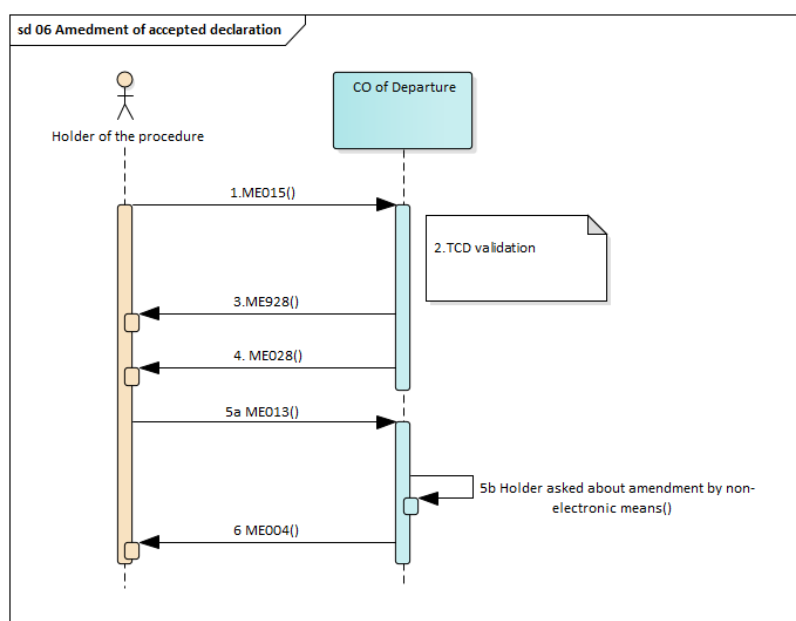 sd 06 Amedment of accepted declaration
CO of Departure
Holder of the procedure
1.ME015()
2.TCD validation
3.ME928()
4. ME028()
5a ME013()
5b Holder asked about amendment by non-
electronic means()
6 ME004()